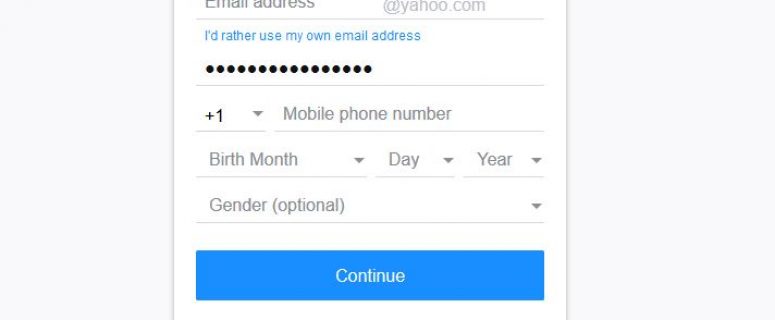 Email address @yahoo.com
I'd rather use my own email address
••••••••••••••••
+1 Mobile phone number
Birth Month Day Year
Gender (optional)
Continue